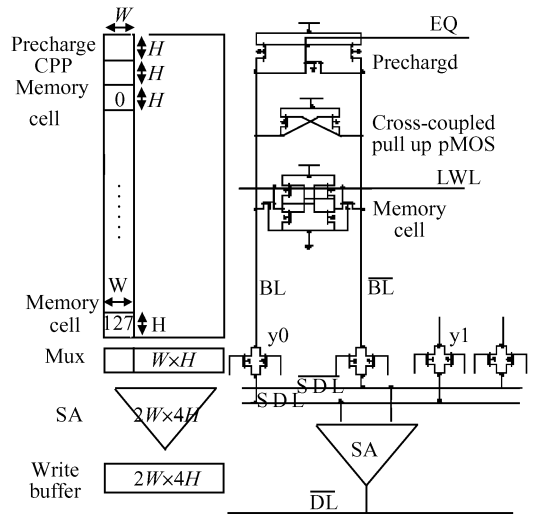 W
Precharge
H
CPP
H
Memory
cell
0
H
W
Memory
cell
127
H
Mux
W×H
SA
2W×4H
Write
buffer
2W×4H
EQ
Prechargd
Cross-coupled
pull up pMOS
LWL
Memory
cell
BL
BL
y0
y1
SDL
SDL
SA
DL